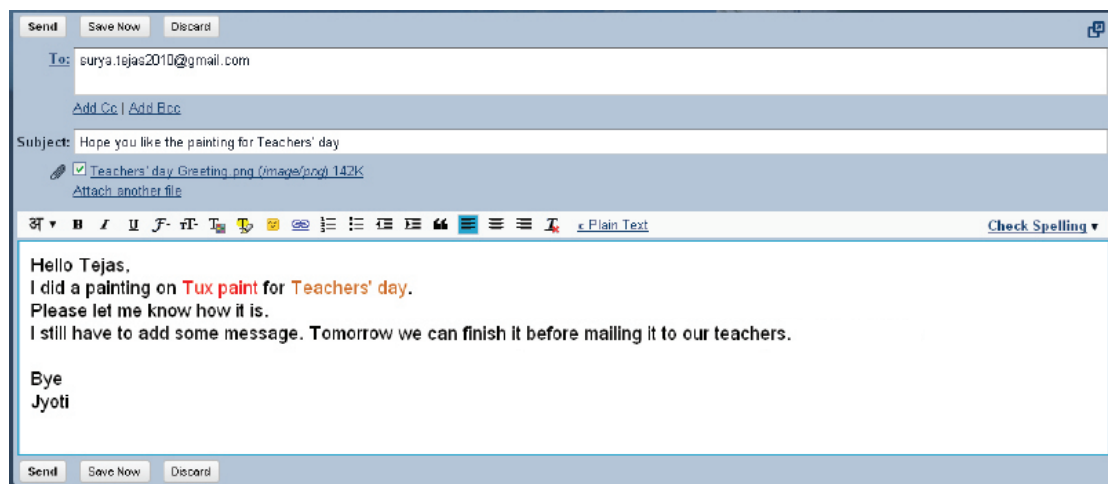 Send Save Now Discard
To: surya.tejas2010@gmail.com
Add Cc | Add Bcc
Subject: Hope you like the painting for Teachers' day
Teachers' day Greeting.png (image/png) 142K
Attach another file
अ B I U F T T T « Plain Text Check Spelling
Hello Tejas,
I did a painting on Tux paint for Teachers' day.
Please let me know how it is.
I still have to add some message. Tomorrow we can finish it before mailing it to our teachers.
Bye
Jyoti
Send Save Now Discard